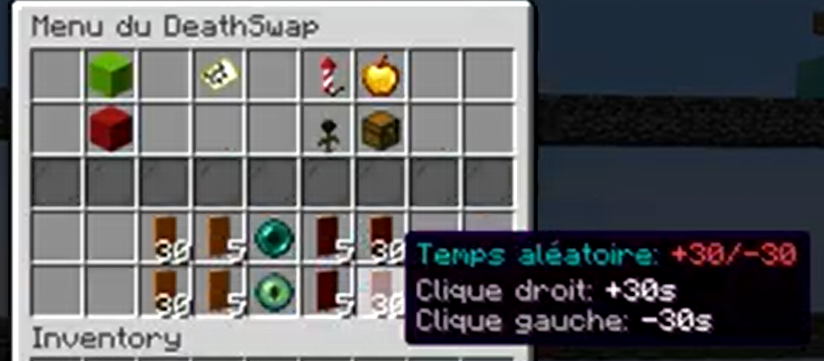 Menu du DeathSwap
30 5 5 30
30 5 5 30
Temps aléatoire: +30/-30
Clique droit: +30s
Clique gauche: -30s
Inventory